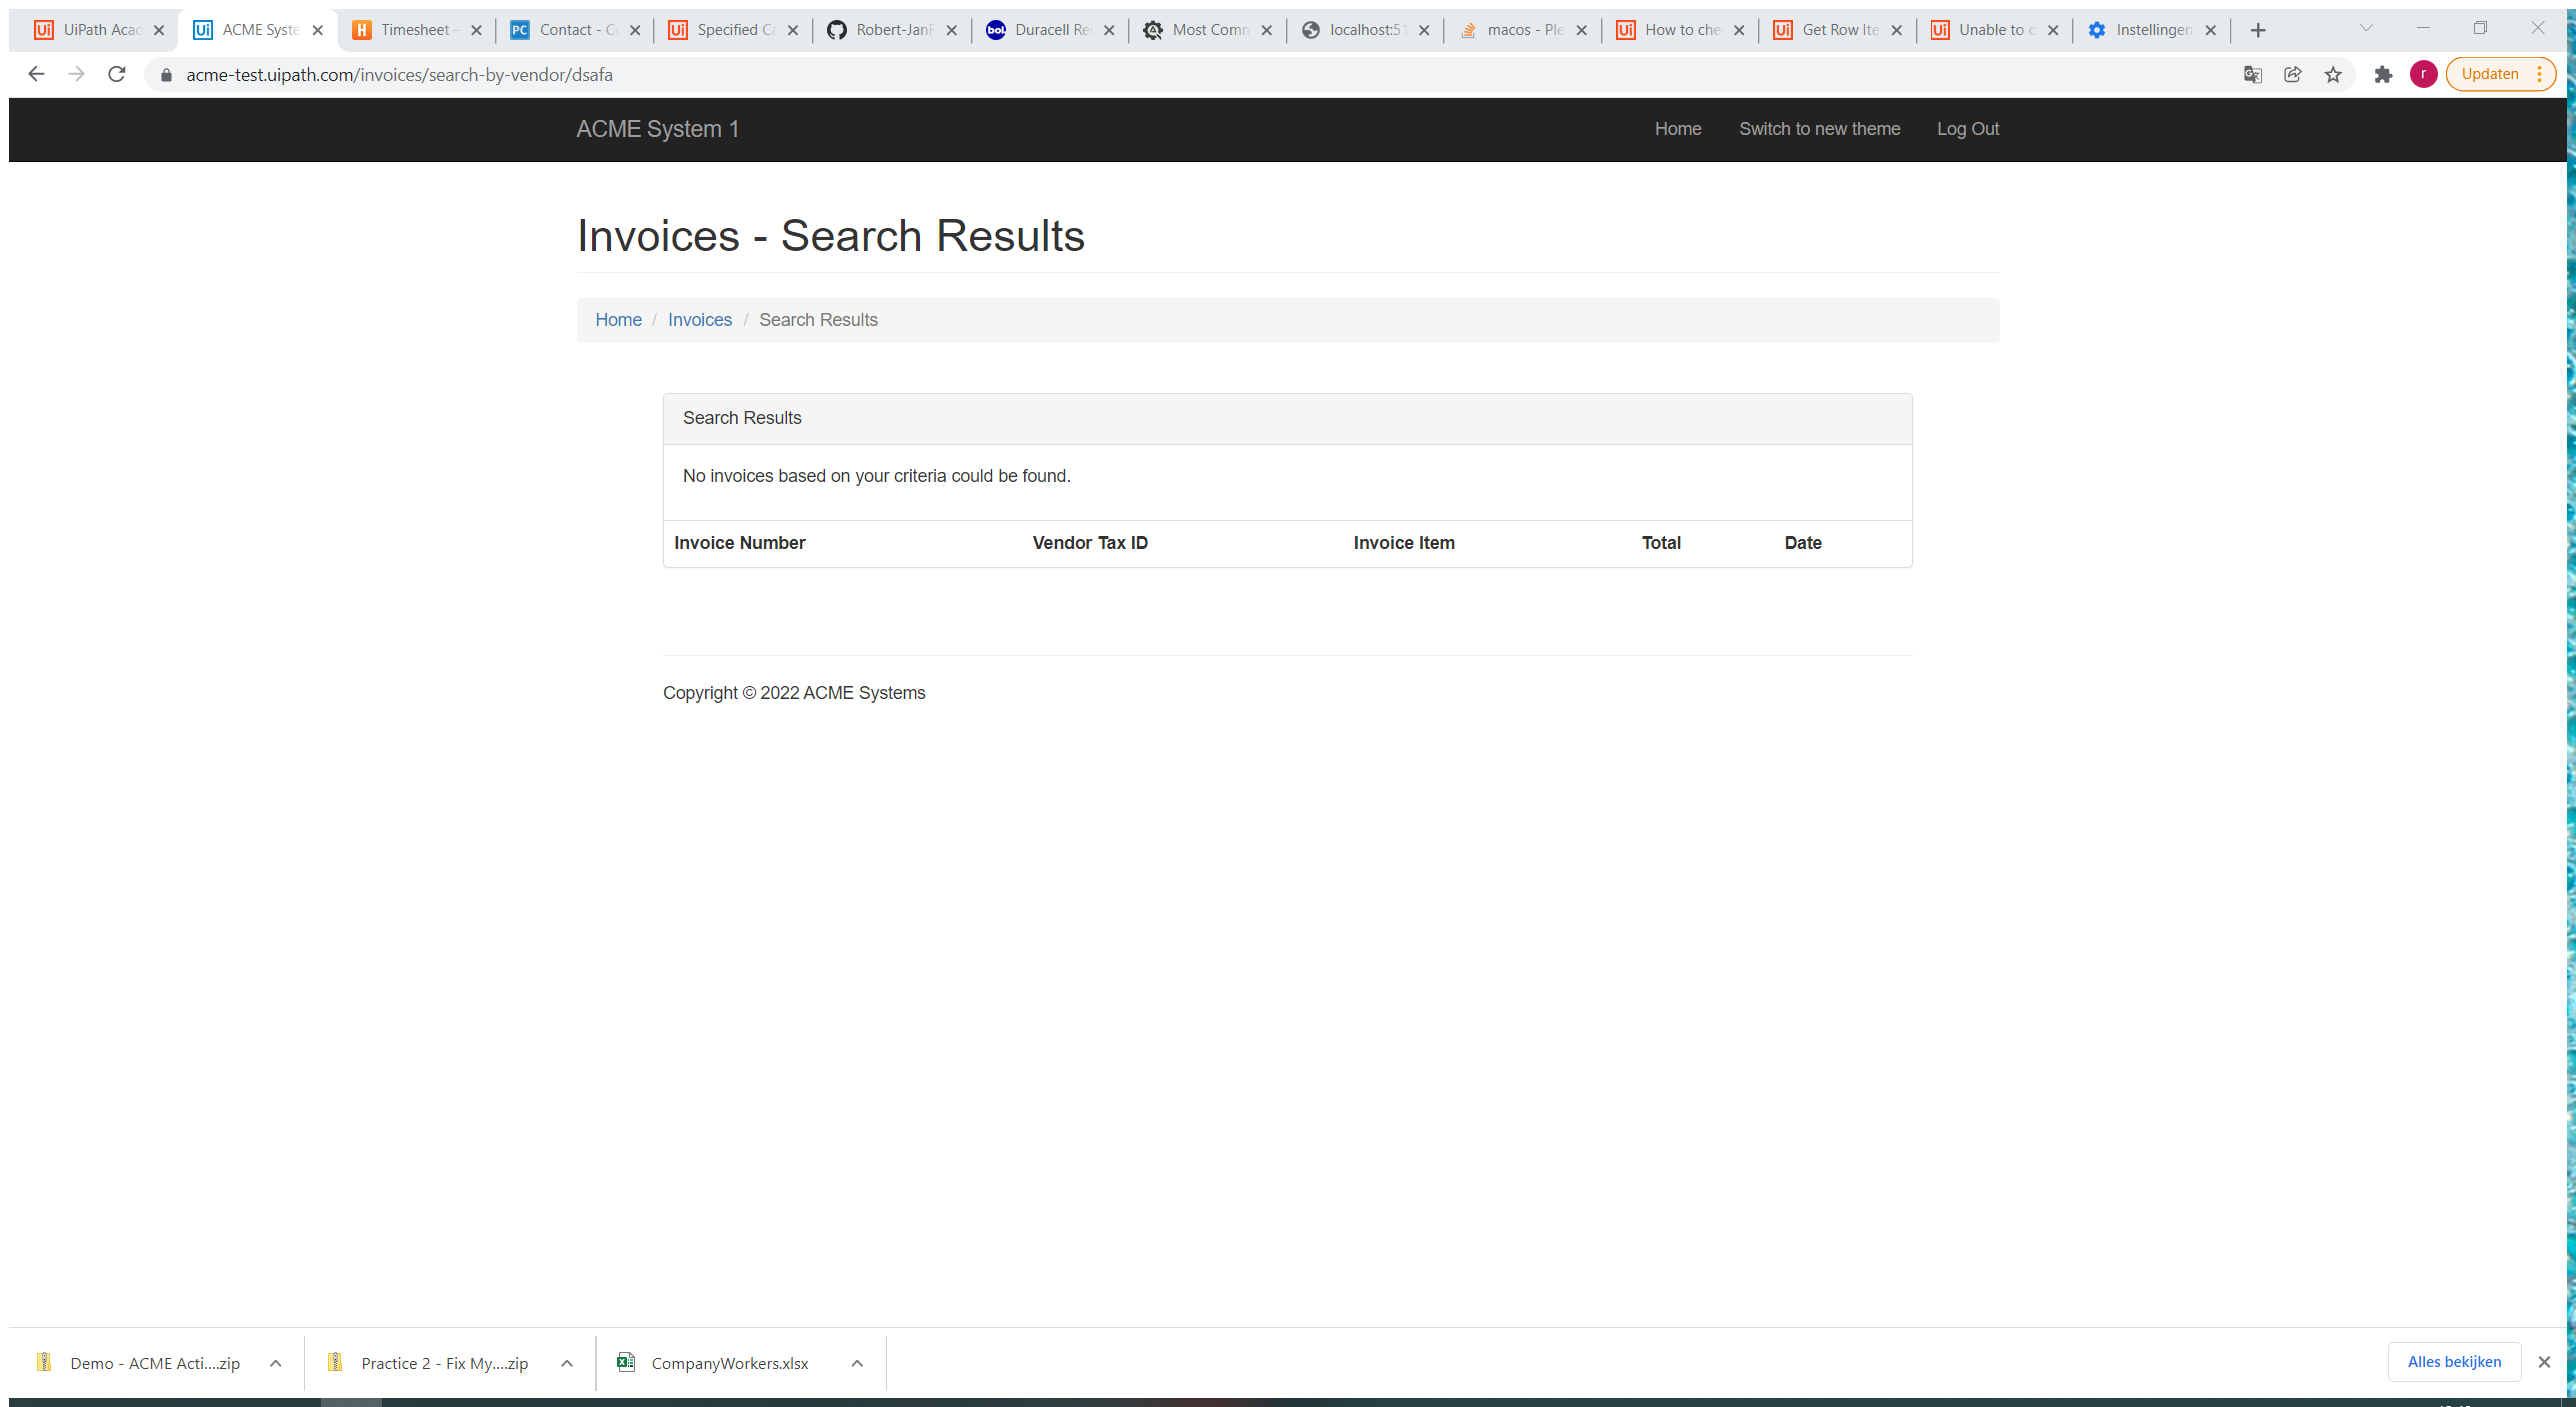 UiPath Acad ACME Syste Timesheet - Contact - Co Specified Ca Robert-JanF Duracell Re Most Comm localhost:51 macos - Ple How to che Get Row Ite Unable to c Instellingen
acme-test.uipath.com/invoices/search-by-vendor/dsafa r Updaten
ACME System 1 Home Switch to new theme Log Out
Invoices - Search Results
Home / Invoices / Search Results
Search Results
No invoices based on your criteria could be found.
Invoice Number Vendor Tax ID Invoice Item Total Date
Copyright © 2022 ACME Systems
Demo - ACME Acti....zip Practice 2 - Fix My....zip CompanyWorkers.xlsx Alles bekijken